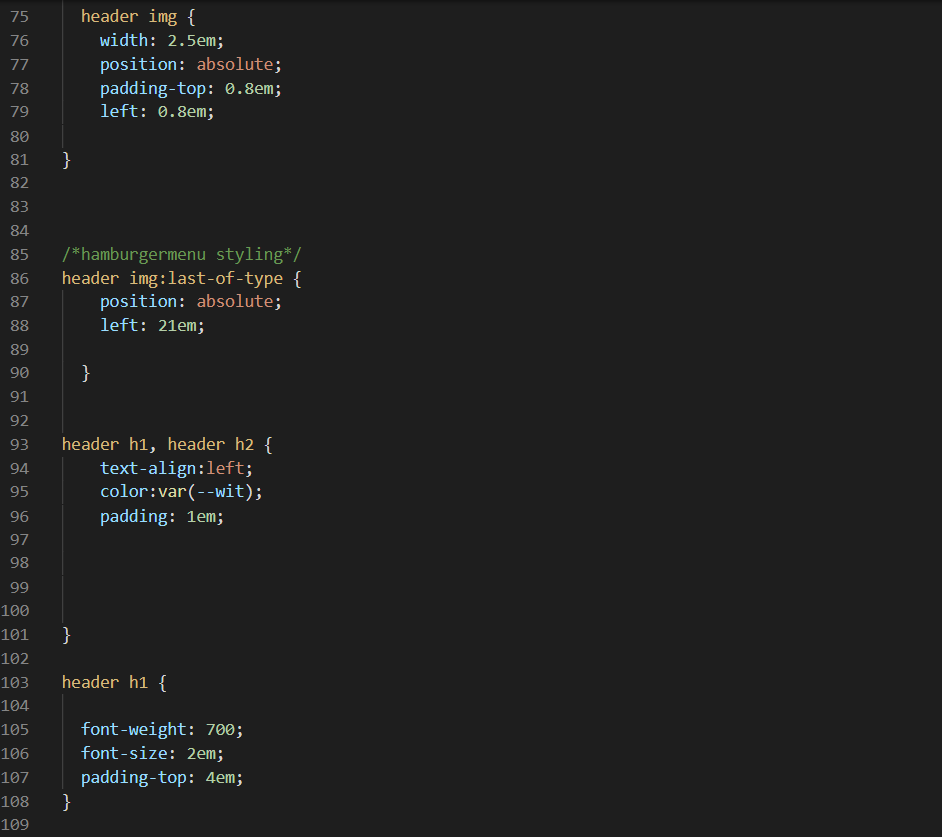 75 header img {
76 width: 2.5em;
77 position: absolute;
78 padding-top: 0.8em;
79 left: 0.8em;
80
81 }
82
83
84
85 /*hamburgermenu styling*/
86 header img:last-of-type {
87 position: absolute;
88 left: 21em;
89
90 }
91
92
93 header h1, header h2 {
94 text-align:left;
95 color:var(--wit);
96 padding: 1em;
97
98
99
100
101 }
102
103 header h1 {
104
105 font-weight: 700;
106 font-size: 2em;
107 padding-top: 4em;
108 }
109